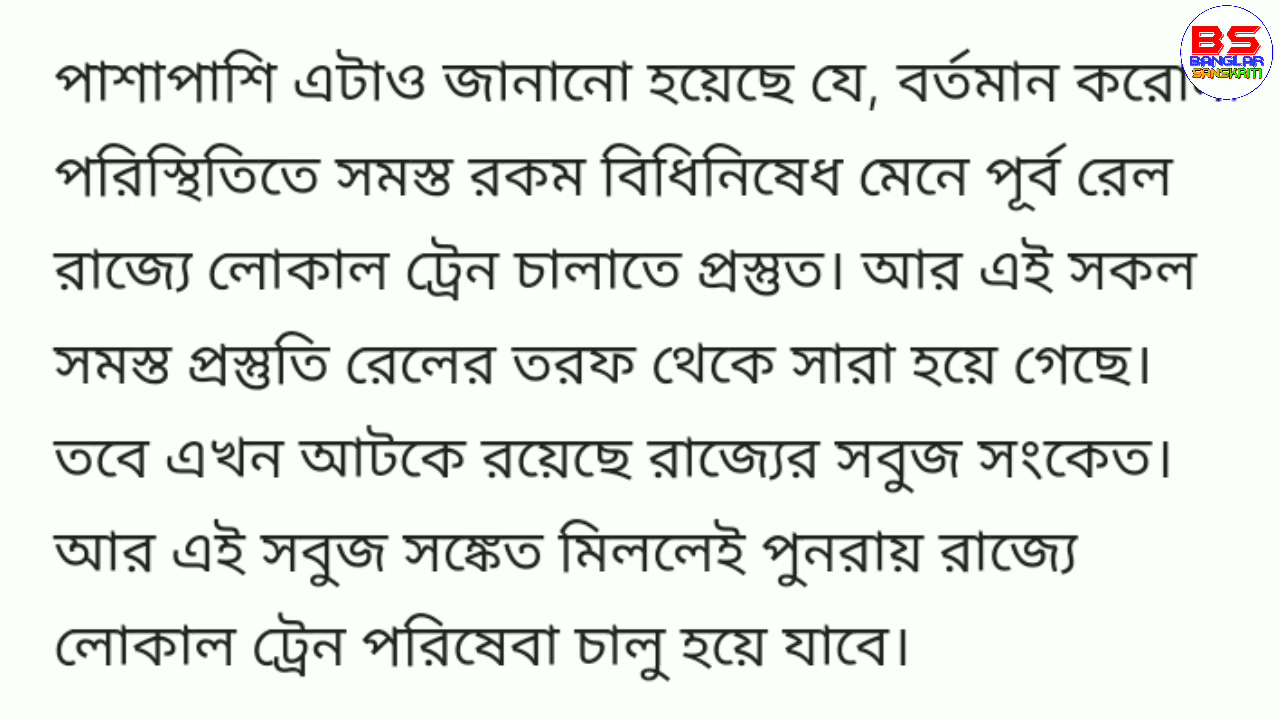 পাশাপাশি এটাও জানানো হয়েছে যে, বর্তমান
পরিস্থিতিতে সমস্ত রকম বিধিনিষেধ মেনে পূর্ব রেল
রাজ্যে লোকাল ট্রেন চালাতে প্রস্তুত। আর এই সকল
সমস্ত প্রস্তুতি রেলের তরফ থেকে সারা হয়ে গেছে।
তবে এখন আটকে রয়েছে রাজ্যের সবুজ সংকেত।
আর এই সবুজ সঙ্কেত মিললেই পুনরায় রাজ্যে
লোকাল ট্রেন পরিষেবা চালু হয়ে যাবে।
BS
BANGLAR
SANSKRITI